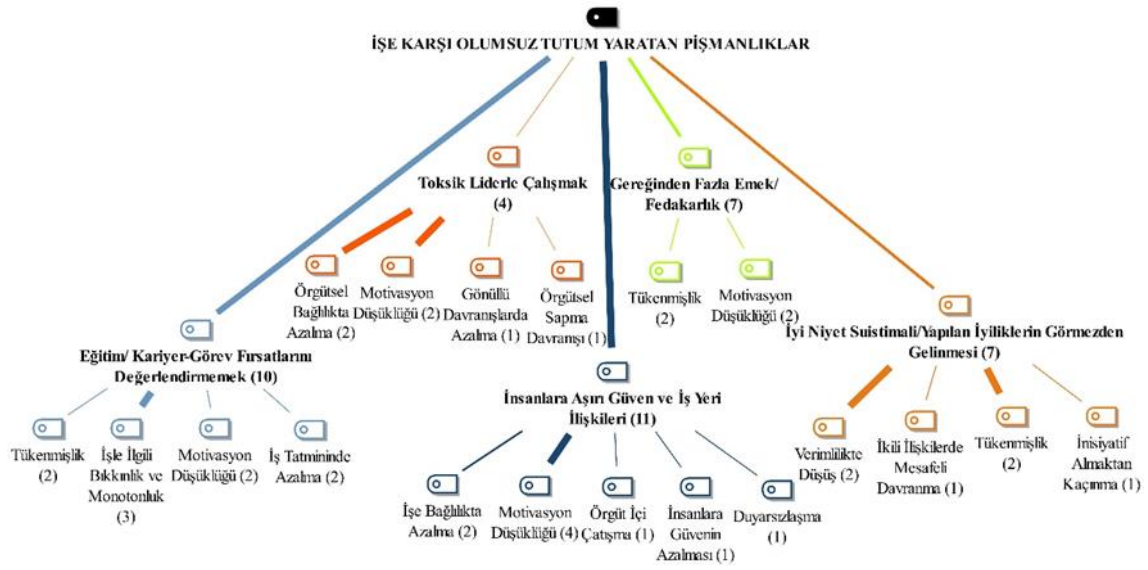 İŞE KARŞI OLUMSUZ TUTUM YARATAN PİŞMANLIKLAR
Toksik Liderle Çalışmak
(4)
Gereğinden Fazla Emek/
Fedakarlık (7)
Örgütsel
Bağlılıkta
Azalma (2)
Motivasyon
Düşüklüğü (2)
Gönüllü
Davranışlarda
Azalma (1)
Örgütsel
Sapma
Davranışı (1)
Tükenmişlik
(2)
Motivasyon
Düşüklüğü (2)
Eğitim/ Kariyer-Görev Fırsatlarını
Değerlendirmemek (10)
İnsanlara Aşırı Güven ve İş Yeri
İlişkileri (11)
İyi Niyet Suistimali/Yapılan İyiliklerin Görmezden
Gelinmesi (7)
Tükenmişlik
(2)
İşle İlgili
Bıkkınlık ve
Monotonluk
(3)
Motivasyon
Düşüklüğü (2)
İş Tatmininde
Azalma (2)
İşe Bağlılıkta
Azalma (2)
Motivasyon
Düşüklüğü (4)
Örgüt İçi
Çatışma (1)
İnsanlara
Güvenin
Azalması (1)
Duyarsızlaşma
(1)
Verimlilikte
Düşüş (2)
İkili İlişkilerde
Mesafeli
Davranma (1)
Tükenmişlik
(2)
İnisiyatif
Almaktan
Kaçınma (1)